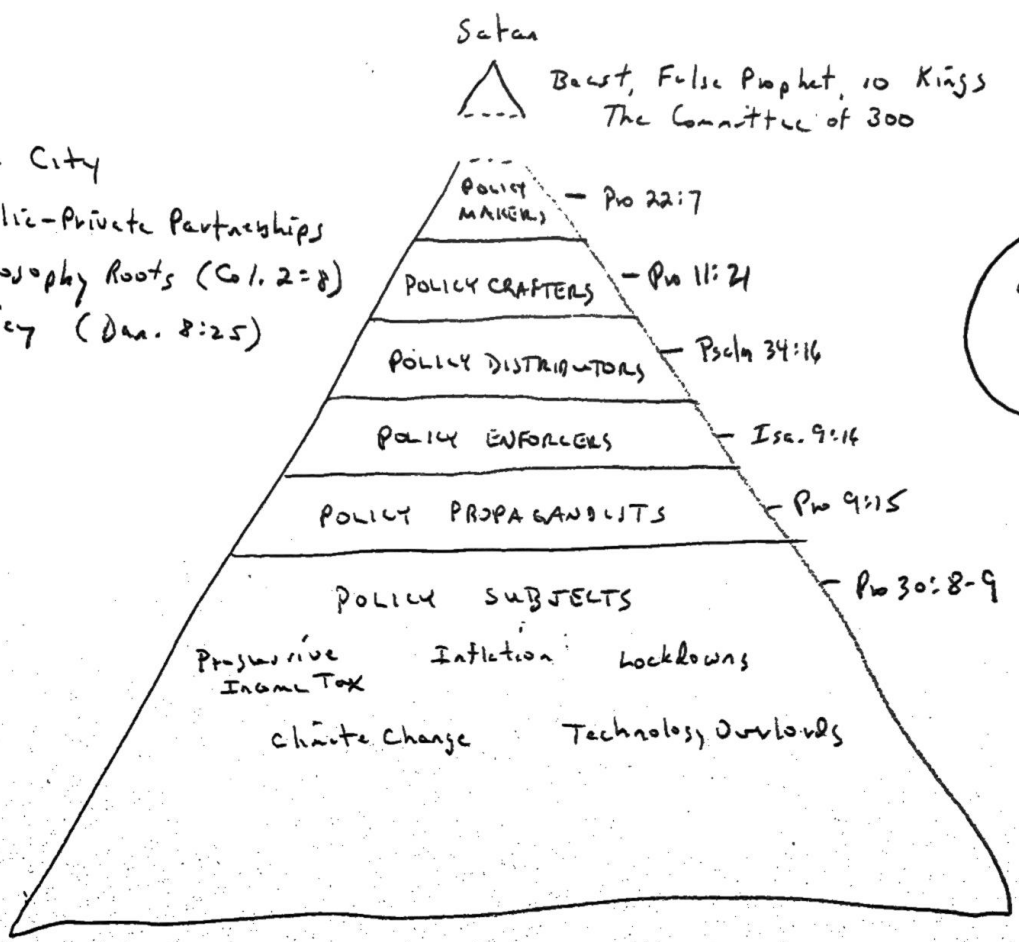 Satan
Beast, False Prophet, 10 Kings
The Committee of 300
City
lic-Private Partnerships
osophy Roots (Col. 2:8)
cy (Dan. 8:25)
POLICY
MAKERS
- Pro 22:7
POLICY CRAFTERS
- Pro 11:21
POLICY DISTRIBUTORS
- Psalm 34:16
POLICY ENFORCERS
- Isa. 9:16
POLICY PROPAGANDISTS
- Pro 9:15
POLICY SUBJECTS
- Pro 30:8-9
Progressive
Income Tax
Inflation
Lockdowns
Climate Change
Technology Overlords